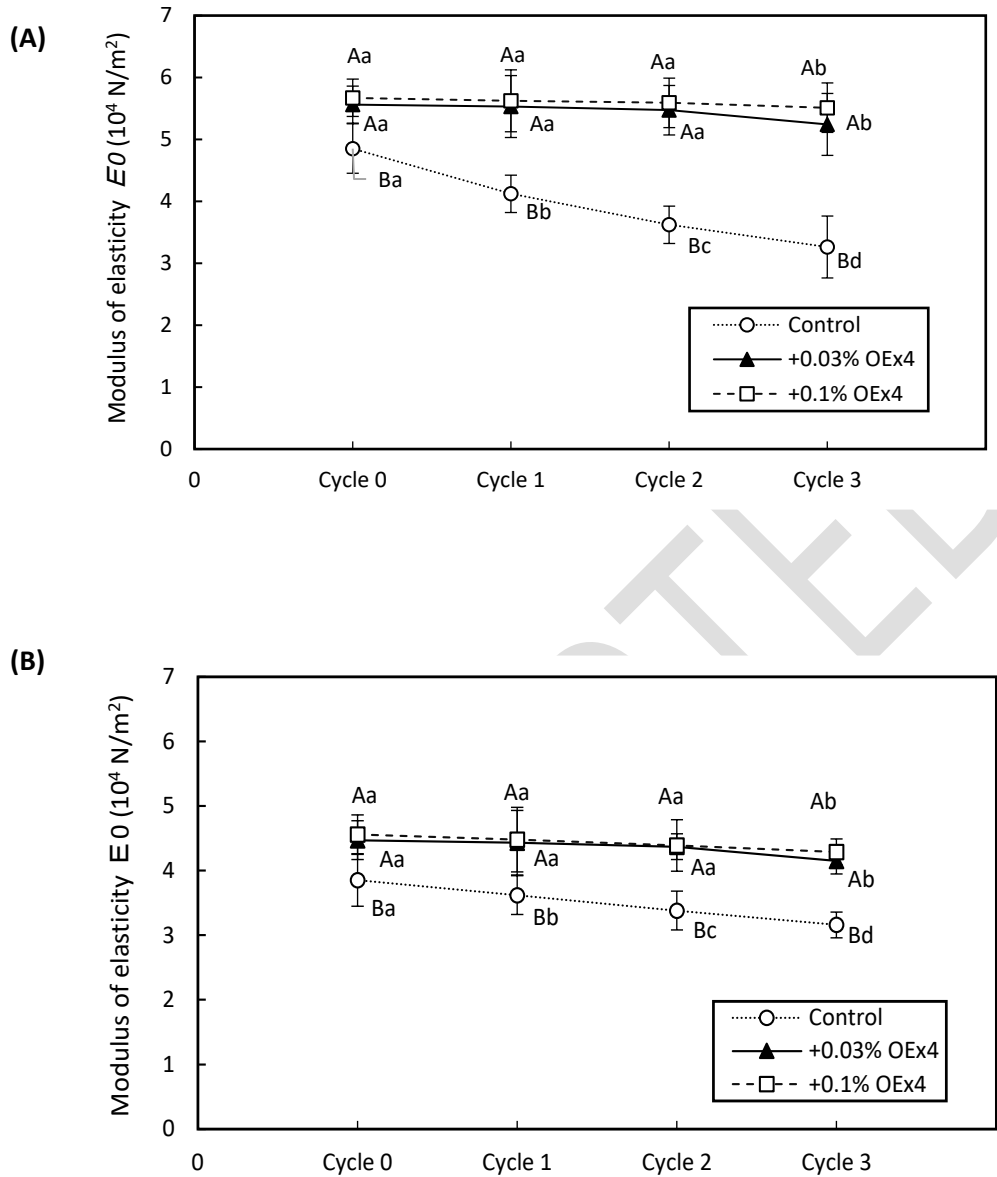 (A)
Modulus of elasticity E0 (10⁴ N/m²)
7
6
5
4
3
2
1
0
Aa
Aa
Aa
Ab
Aa
Aa
Aa
Ab
Ba
Bb
Bc
Bd
Control
+0.03% OEx4
+0.1% OEx4
0
Cycle 0
Cycle 1
Cycle 2
Cycle 3
(B)
Modulus of elasticity E0 (10⁴ N/m²)
7
6
5
4
3
2
1
0
Aa
Aa
Aa
Ab
Aa
Aa
Aa
Ab
Ba
Bb
Bc
Bd
Control
+0.03% OEx4
+0.1% OEx4
0
Cycle 0
Cycle 1
Cycle 2
Cycle 3